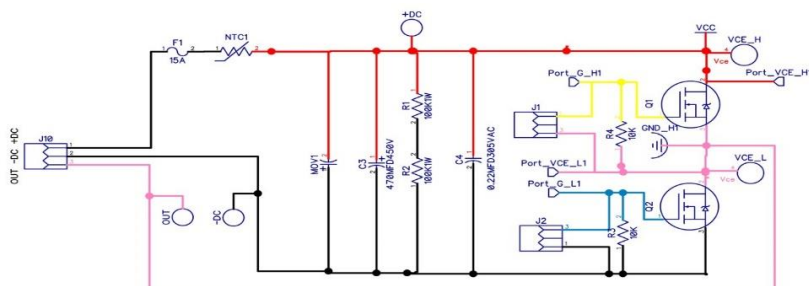 +DC
VCC
VCE_H
Vce
F1
15A
NTC1
Port_G_H1
Port_VCE_H1
Q1
J1
R4
10K
GND_H1
R1
100K1W
J10
OUT -DC +DC
MOV1
C3
470MFD450V
R2
100K1W
C4
0.22MFD305VAC
Port_VCE_L1
VCE_L
Vce
Port_G_L1
OUT
-DC
J2
R3
10K
Q2